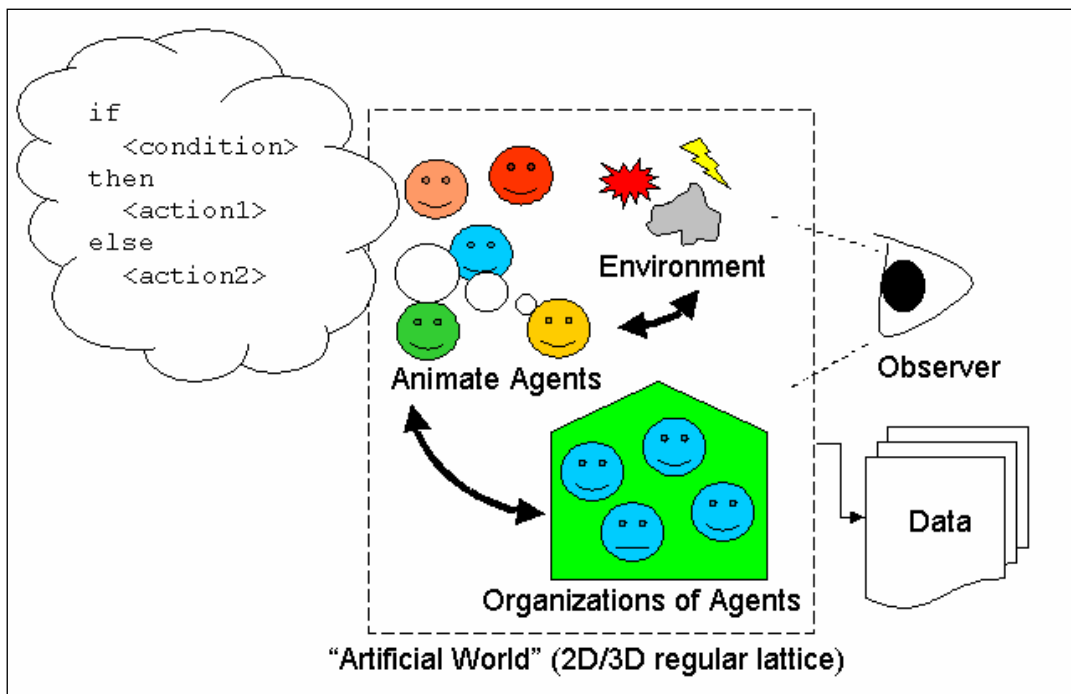 if
<condition>
then
<action1>
else
<action2>
Environment
Animate Agents
Observer
Data
Organizations of Agents
“Artificial World” (2D/3D regular lattice)